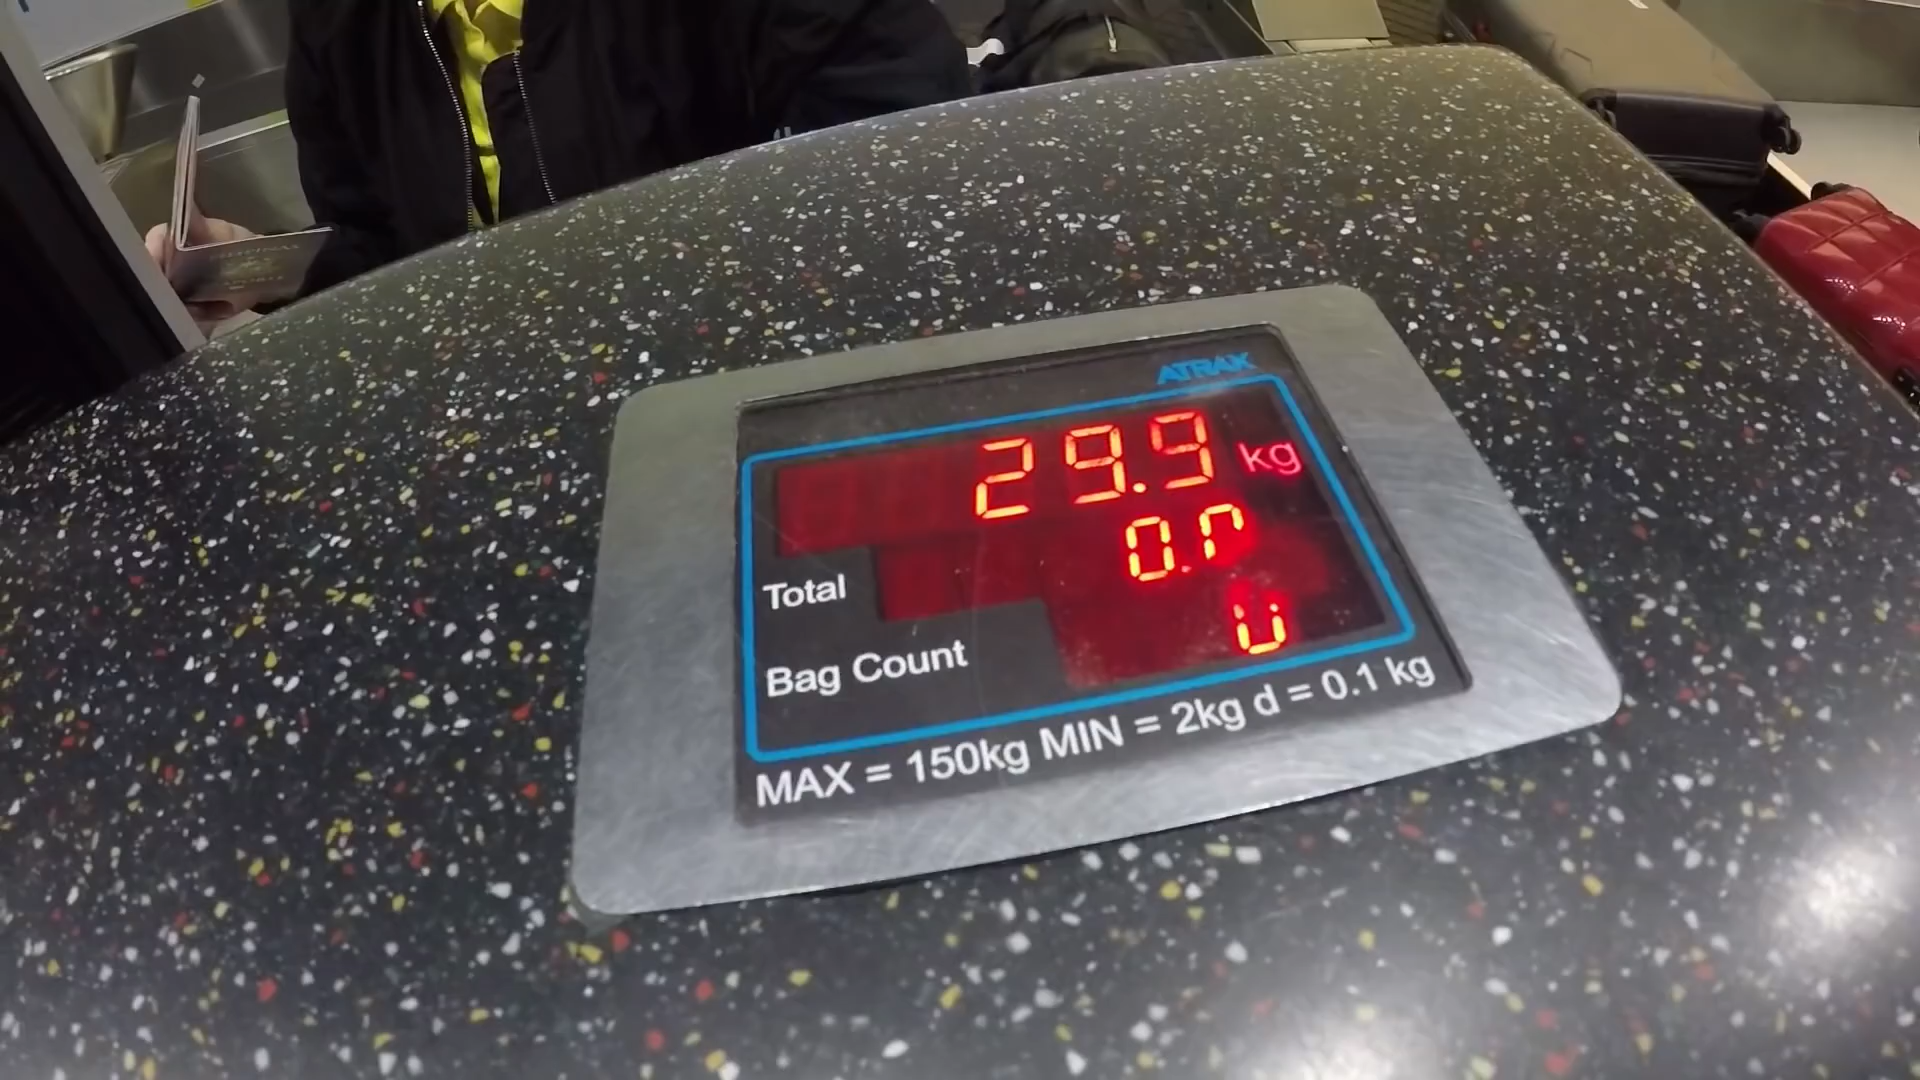 ATRAX
29.9 kg
Total 0.
Bag Count
MAX = 150kg MIN = 2kg d = 0.1 kg